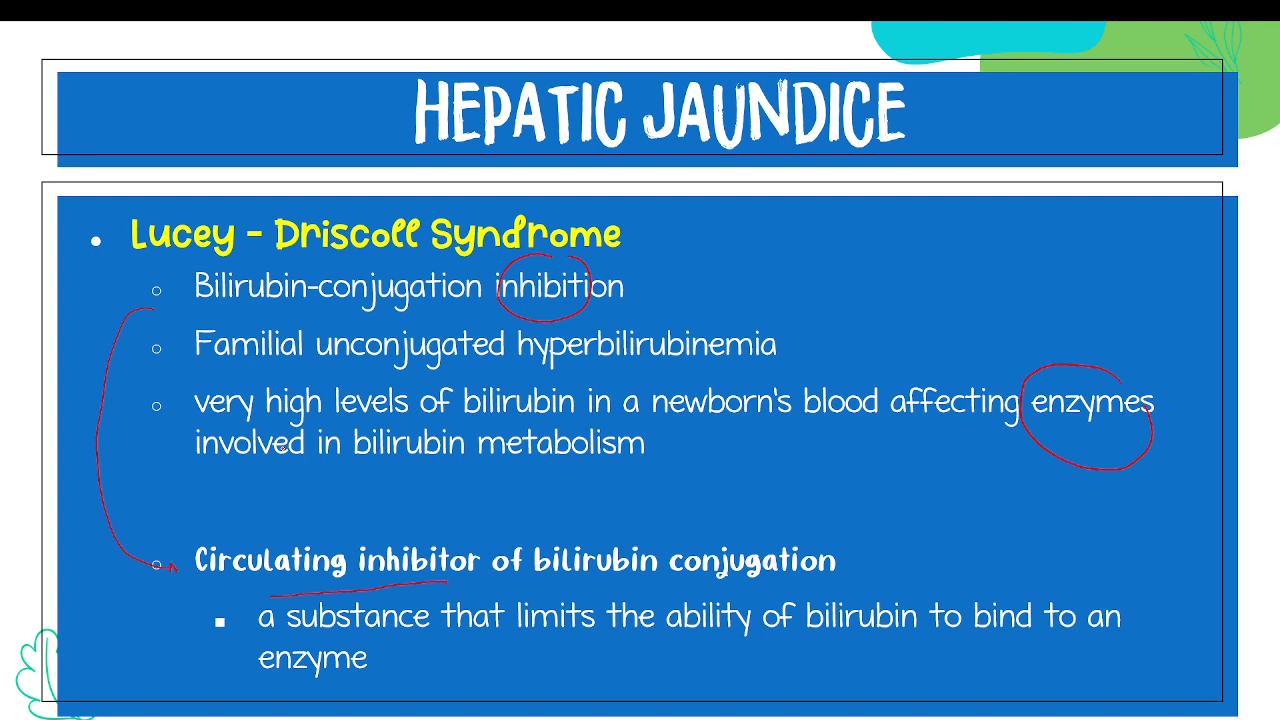 HEPATIC JAUNDICE
Lucey - Driscoll Syndrome
Bilirubin-conjugation inhibition
Familial unconjugated hyperbilirubinemia
very high levels of bilirubin in a newborn's blood affecting enzymes
involved in bilirubin metabolism
Circulating inhibitor of bilirubin conjugation
a substance that limits the ability of bilirubin to bind to an
enzyme